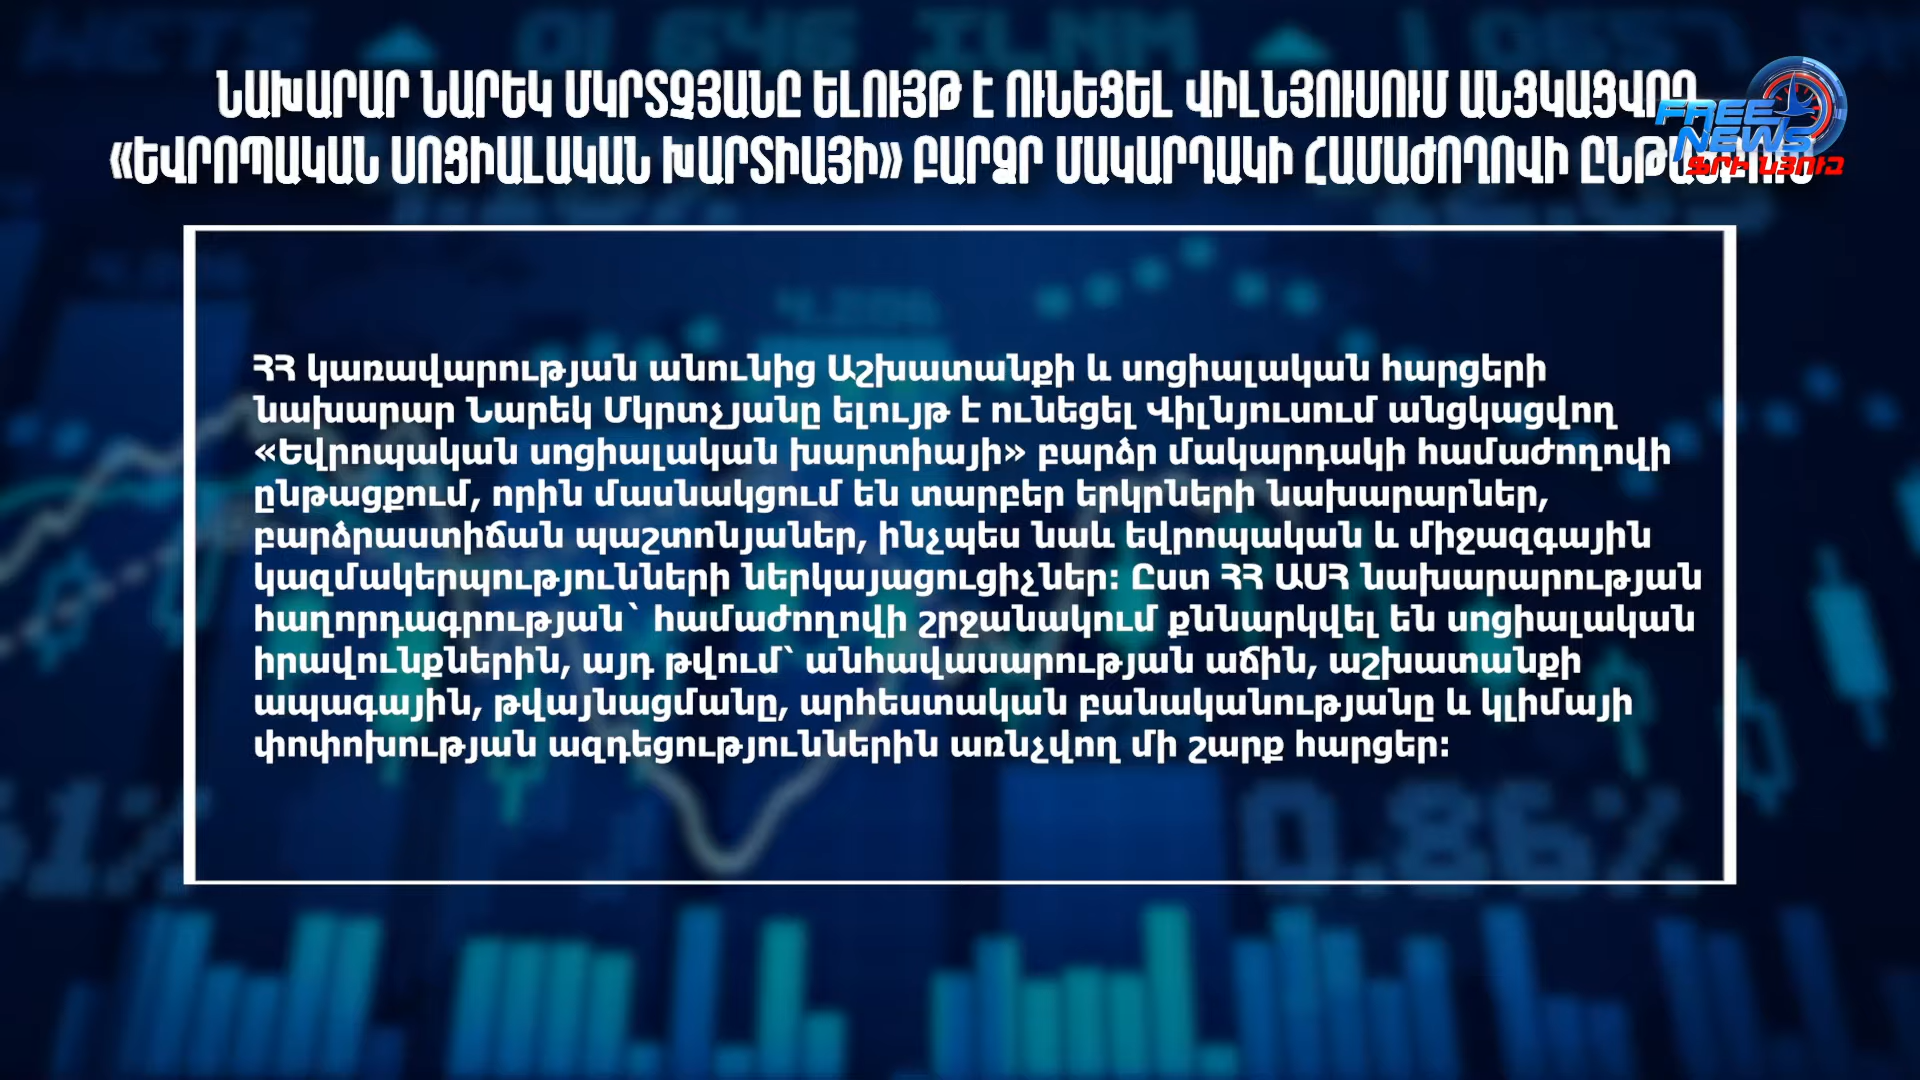 ՆԱԽԱՐԱՐ ՆԱՐԵԿ ՄԿՐՏՉՅԱՆԸ ԵԼՈՒՅԹ Է ՈՒՆԵՑԵԼ ՎԻԼՆՅՈՒՍՈՒՄ ԱՆՑԿԱՑՎՈՂ
«ԵՎՐՈՊԱԿԱՆ ՍՈՑԻԱԼԱԿԱՆ ԽԱՐՏԻԱՅԻ» ԲԱՐՁՐ ՄԱԿԱՐԴԱԿԻ ՀԱՄԱԺՈՂՈՎԻ
FREE
NEWS
ՖՐԻ ՆՅՈՒԶ
ՀՀ կառավարության անունից Աշխատանքի և սոցիալական հարցերի
նախարար Նարեկ Մկրտչյանը ելույթ է ունեցել Վիլնյուսում անցկացվող
«Եվրոպական սոցիալական խարտիայի» բարձր մակարդակի համաժողովի
ընթացքում, որին մասնակցում են տարբեր երկրների նախարարներ,
բարձրաստիճան պաշտոնյաներ, ինչպես նաև եվրոպական և միջազգային
կազմակերպությունների ներկայացուցիչներ։ Ըստ ՀՀ ԱՍՀ նախարարության
հաղորդագրության` համաժողովի շրջանակում քննարկվել են սոցիալական
իրավունքներին, այդ թվում՝ անհավասարության աճին, աշխատանքի
ապագային, թվայնացմանը, արհեստական բանականությանը և կլիմայի
փոփոխության ազդեցություններին առնչվող մի շարք հարցեր։
0.86%